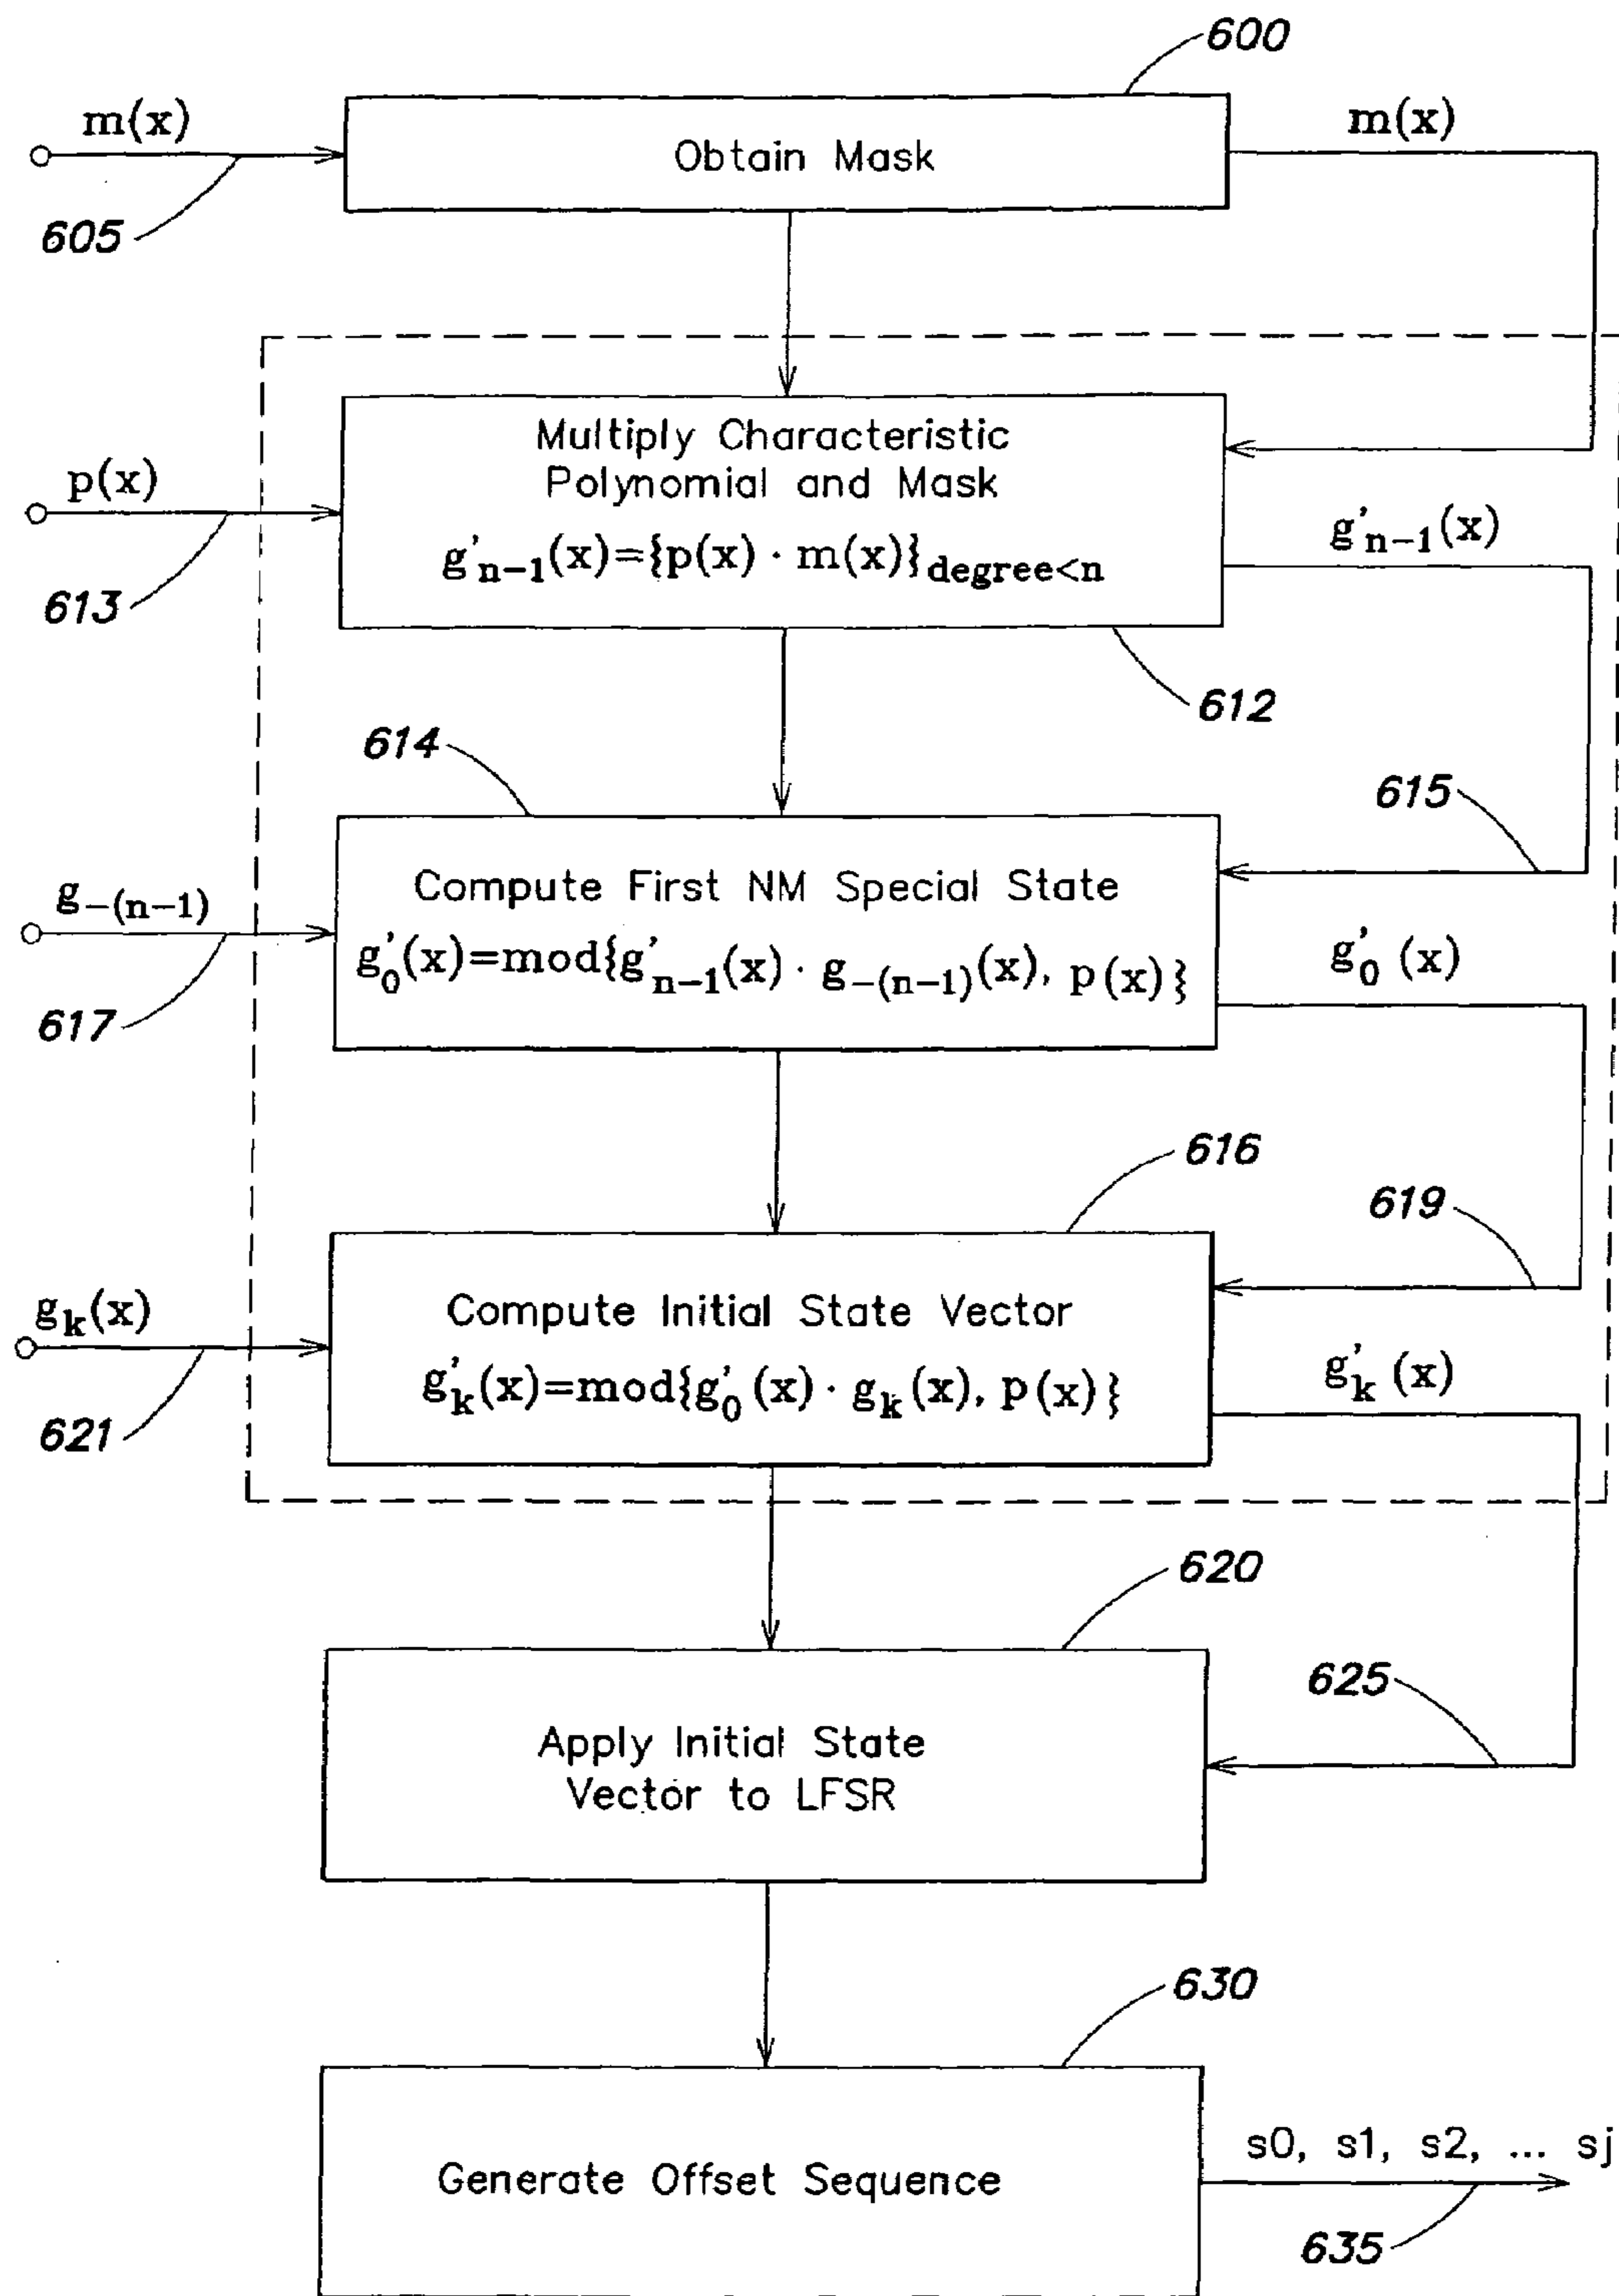 600
m(x)
Obtain Mask
m(x)
605
Multiply Characteristic
Polynomial and Mask
g'n-1(x)={p(x) · m(x)}degree<n
p(x)
613
g'n-1(x)
612
614
615
Compute First NM Special State
g'0(x)=mod{g'n-1(x) · g-(n-1)(x), p(x)}
g-(n-1)
617
g'0 (x)
616
619
Compute Initial State Vector
g'k(x)=mod{g'0(x) · gk(x), p(x)}
gk(x)
621
g'k (x)
620
625
Apply Initial State
Vector to LFSR
630
Generate Offset Sequence
s0, s1, s2, ... sj
635